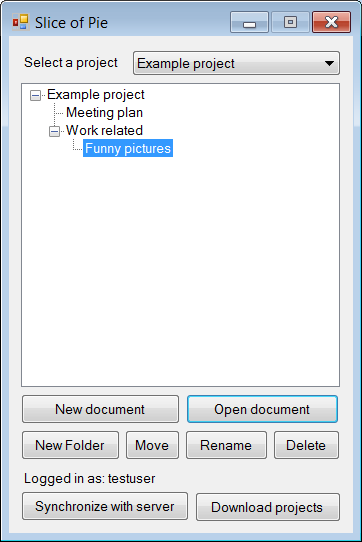 Slice of Pie
Select a project Example project
Example project
Meeting plan
Work related
Funny pictures
New document Open document
New Folder Move Rename Delete
Logged in as: testuser
Synchronize with server Download projects